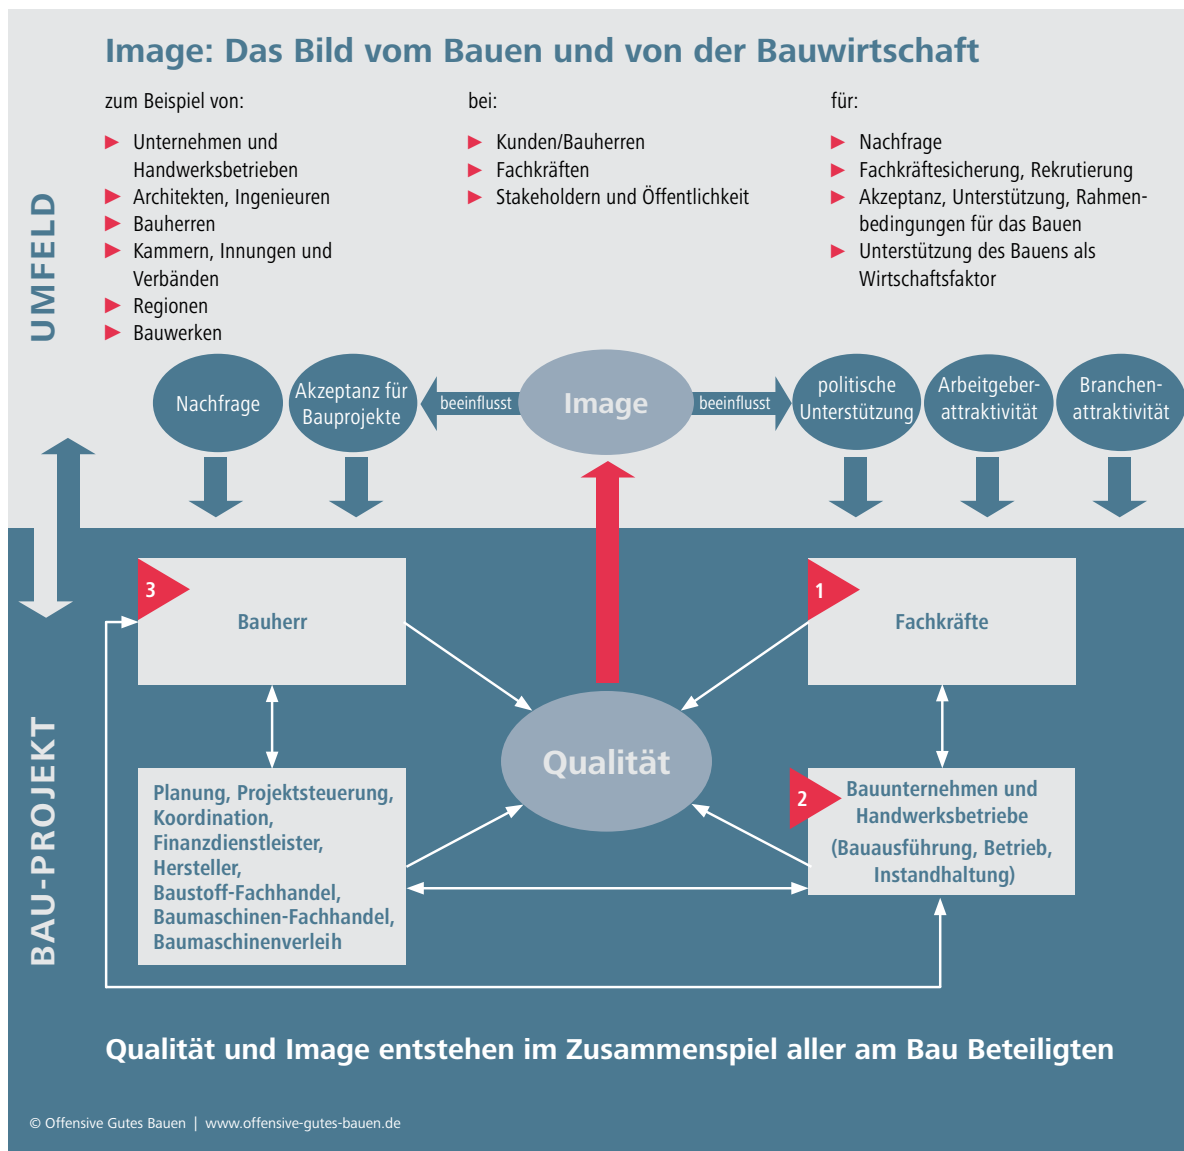 Image: Das Bild vom Bauen und von der Bauwirtschaft
zum Beispiel von:
Unternehmen und
Handwerksbetrieben
Architekten, Ingenieuren
Bauherren
Kammern, Innungen und
Verbänden
Regionen
Bauwerken
bei:
Kunden/Bauherren
Fachkräften
Stakeholdern und Öffentlichkeit
für:
Nachfrage
Fachkräftesicherung, Rekrutierung
Akzeptanz, Unterstützung, Rahmen-
bedingungen für das Bauen
Unterstützung des Bauens als
Wirtschaftsfaktor
UMFELD
Nachfrage
Akzeptanz für
Bauprojekte
beeinflusst
Image
beeinflusst
politische
Unterstützung
Arbeitgeber-
attraktivität
Branchen-
attraktivität
BAU-PROJEKT
3
Bauherr
1
Fachkräfte
Qualität
Planung, Projektsteuerung,
Koordination,
Finanzdienstleister,
Hersteller,
Baustoff-Fachhandel,
Baumaschinen-Fachhandel,
Baumaschinenverleih
2
Bauunternehmen und
Handwerksbetriebe
(Bauausführung, Betrieb,
Instandhaltung)
Qualität und Image entstehen im Zusammenspiel aller am Bau Beteiligten
© Offensive Gutes Bauen | www.offensive-gutes-bauen.de